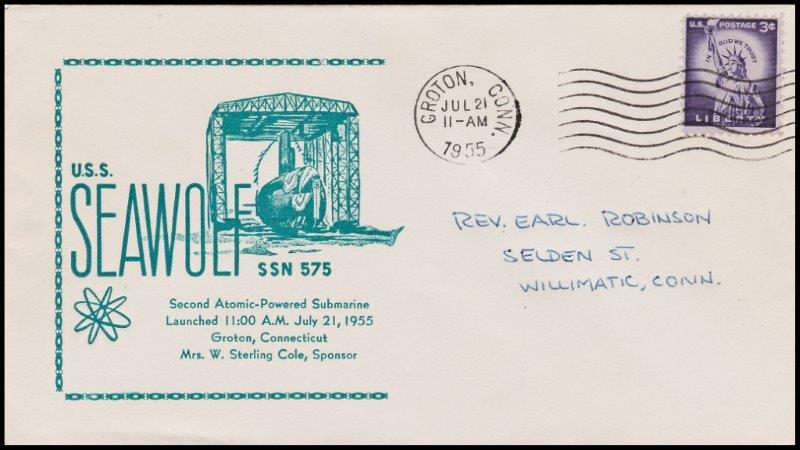 U.S.S.
SEAWOLF
SSN 575
Second Atomic-Powered Submarine
Launched 11:00 A.M. July 21, 1955
Groton, Connecticut
Mrs. W. Sterling Cole, Sponsor
GROTON, CONN.
JUL 21
11-AM
1955
U.S. POSTAGE 3¢
IN GOD WE TRUST
LIBERTY
REV. EARL. ROBINSON
SELDEN ST.
WILLIMATIC, CONN.